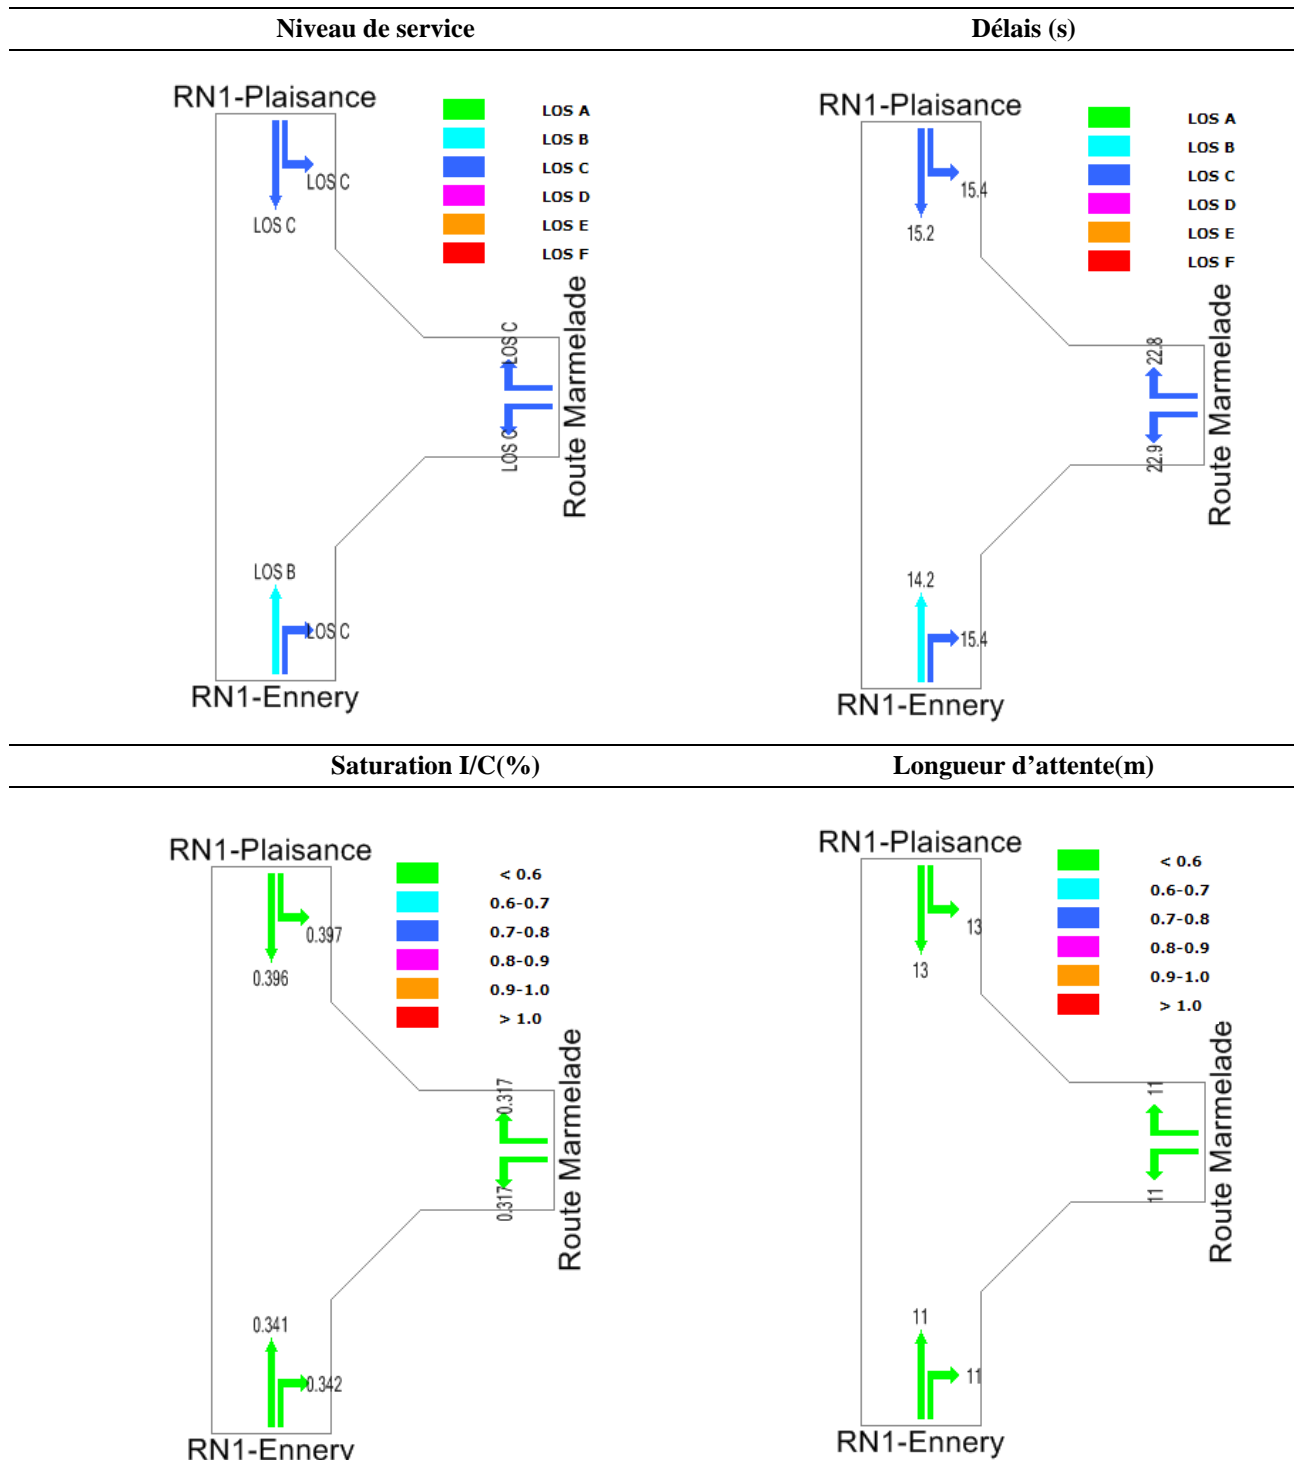 Niveau de service
Délais (s)
RN1-Plaisance
LOS A
LOS B
LOS C
LOS D
LOS E
LOS F
LOS C
LOS C
LOS C
LOS C
Route Marmelade
LOS B
LOS C
RN1-Ennery
RN1-Plaisance
LOS A
LOS B
LOS C
LOS D
LOS E
LOS F
15.4
15.2
22.8
22.9
Route Marmelade
14.2
15.4
RN1-Ennery
Saturation I/C(%)
Longueur d'attente(m)
RN1-Plaisance
< 0.6
0.6-0.7
0.7-0.8
0.8-0.9
0.9-1.0
> 1.0
0.397
0.396
0.317
0.317
Route Marmelade
0.341
0.342
RN1-Ennery
RN1-Plaisance
< 0.6
0.6-0.7
0.7-0.8
0.8-0.9
0.9-1.0
> 1.0
13
13
11
11
Route Marmelade
11
11
RN1-Ennery